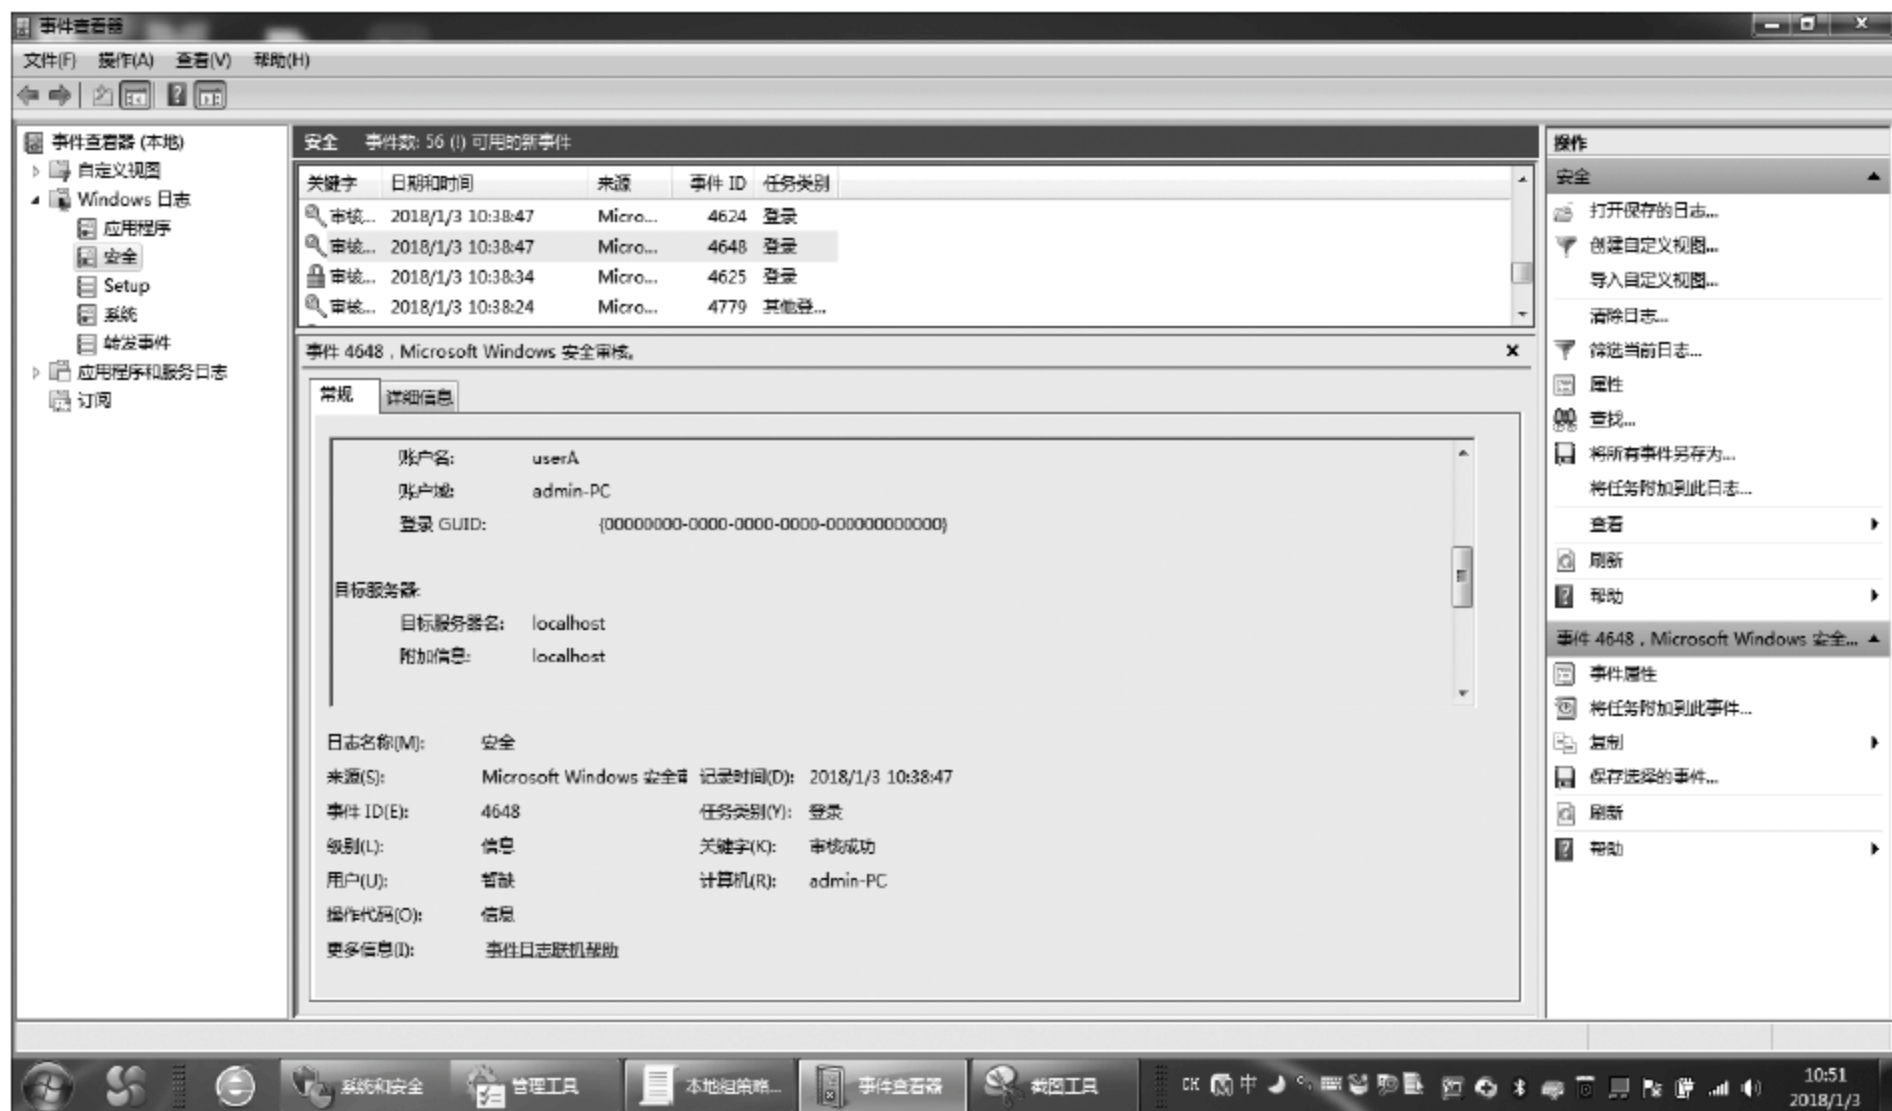 事件查看器
文件(F) 操作(A) 查看(V) 帮助(H)
事件查看器 (本地)
自定义视图
Windows 日志
应用程序
安全
Setup
系统
转发事件
应用程序和服务日志
订阅
安全 事件数: 56 (!) 可用的新事件
关键字 日期和时间 来源 事件 ID 任务类别
审核... 2018/1/3 10:38:47 Micro... 4624 登录
审核... 2018/1/3 10:38:47 Micro... 4648 登录
审核... 2018/1/3 10:38:34 Micro... 4625 登录
审核... 2018/1/3 10:38:24 Micro... 4779 其他登...
事件 4648，Microsoft Windows 安全审核。
常规 详细信息
账户名: userA
账户域: admin-PC
登录 GUID: {00000000-0000-0000-0000-000000000000}
目标服务器:
目标服务器名: localhost
附加信息: localhost
日志名称(M): 安全
来源(S): Microsoft Windows 安全审 记录时间(D): 2018/1/3 10:38:47
事件 ID(E): 4648 任务类别(Y): 登录
级别(L): 信息 关键字(K): 审核成功
用户(U): 暂缺 计算机(R): admin-PC
操作代码(O): 信息
更多信息(I): 事件日志联机帮助
操作
安全
打开保存的日志...
创建自定义视图...
导入自定义视图...
清除日志...
筛选当前日志...
属性
查找...
将所有事件另存为...
将任务附加到此日志...
查看
刷新
帮助
事件 4648，Microsoft Windows 安全...
事件属性
将任务附加到此事件...
复制
保存选择的事件...
刷新
帮助
系统和安全 管理工具 本地组策略... 事件查看器 截图工具 CK 中 10:51
2018/1/3